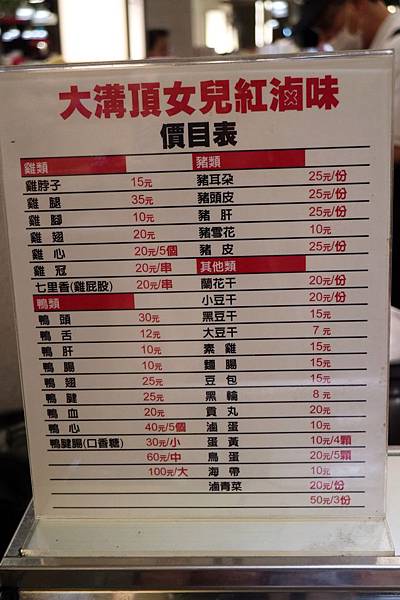 大溝頂女兒紅滷味
價目表
雞類
雞脖子 15元
雞腿 35元
雞腳 10元
雞翅 20元
雞心 20元/5個
雞冠 20元/串
七里香(雞屁股) 20元/串
鴨類
鴨頭 30元
鴨舌 12元
鴨肝 10元
鴨腸 10元
鴨翅 25元
鴨腱 25元
鴨血 20元
鴨心 40元/5個
鴨腱腸(口香糖) 30元/小
60元/中
100元/大
豬類
豬耳朵 25元/份
豬頭皮 25元/份
豬肝 25元/份
豬雪花 10元
豬皮 25元/份
其他類
蘭花干 20元/份
小豆干 20元/份
黑豆干 15元
大豆干 7元
素雞 15元
麵腸 15元
豆包 15元
黑輪 8元
貢丸 20元
滷蛋 10元
蛋黃 10元/4顆
鳥蛋 20元/5顆
海帶 10元
滷青菜 20元/份
50元/3份